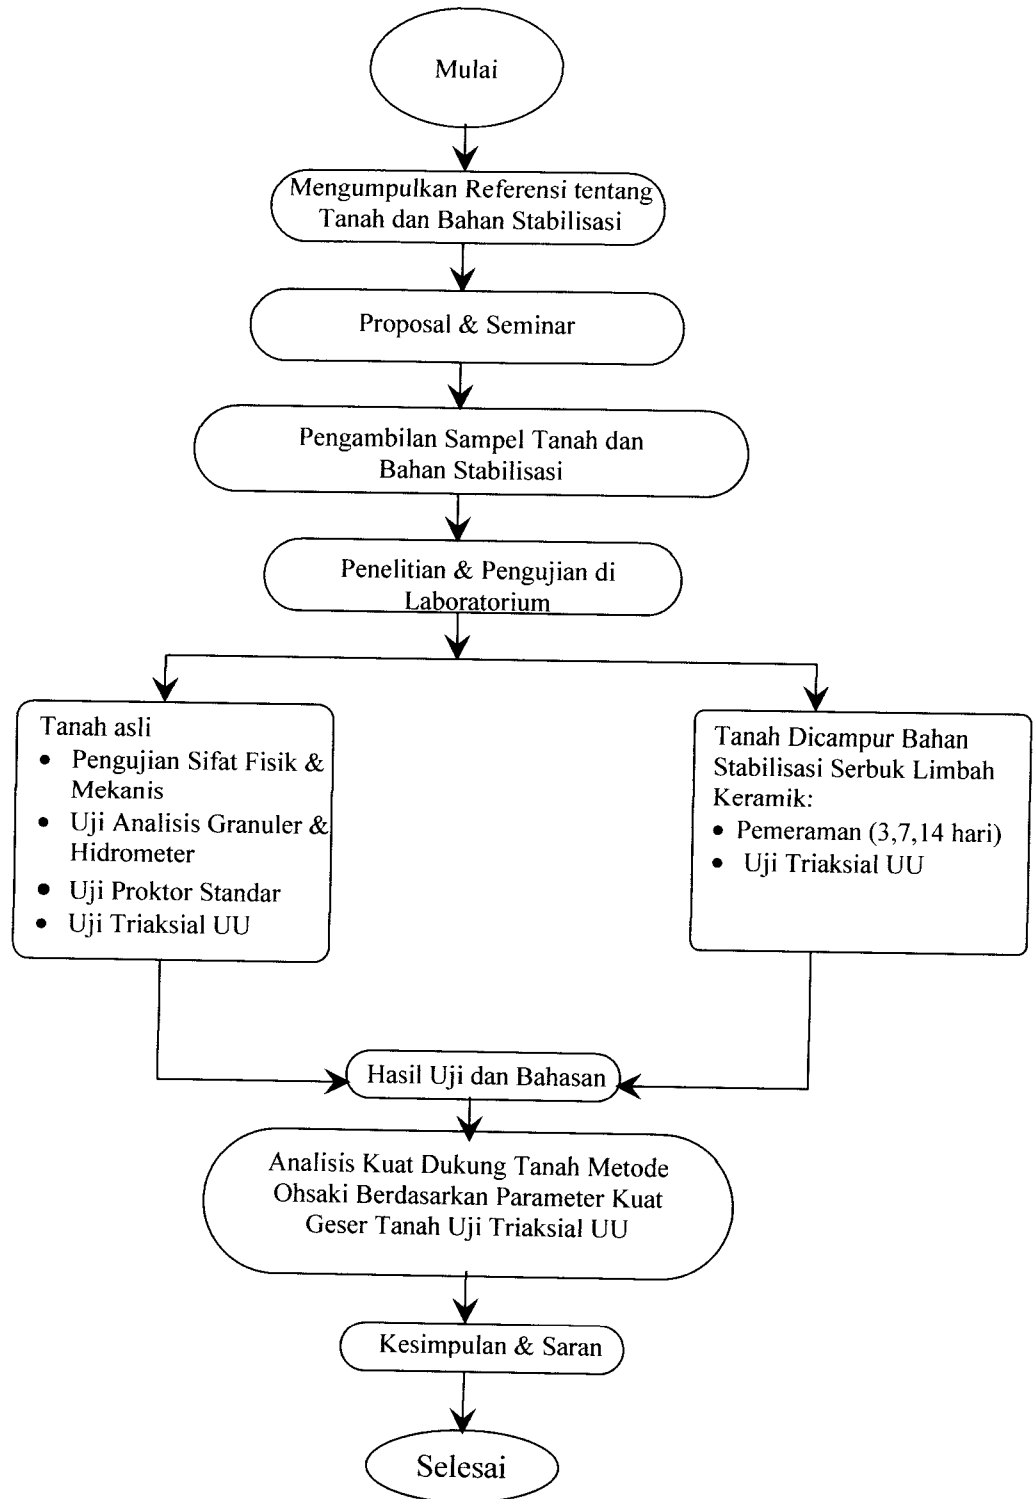 Mulai
Mengumpulkan Referensi tentang
Tanah dan Bahan Stabilisasi
Proposal & Seminar
Pengambilan Sampel Tanah dan
Bahan Stabilisasi
Penelitian & Pengujian di
Laboratorium
Tanah asli
• Pengujian Sifat Fisik &
Mekanis
• Uji Analisis Granuler &
Hidrometer
• Uji Proktor Standar
• Uji Triaksial UU
Tanah Dicampur Bahan
Stabilisasi Serbuk Limbah
Keramik:
• Pemeraman (3,7,14 hari)
• Uji Triaksial UU
Hasil Uji dan Bahasan
Analisis Kuat Dukung Tanah Metode
Ohsaki Berdasarkan Parameter Kuat
Geser Tanah Uji Triaksial UU
Kesimpulan & Saran
Selesai